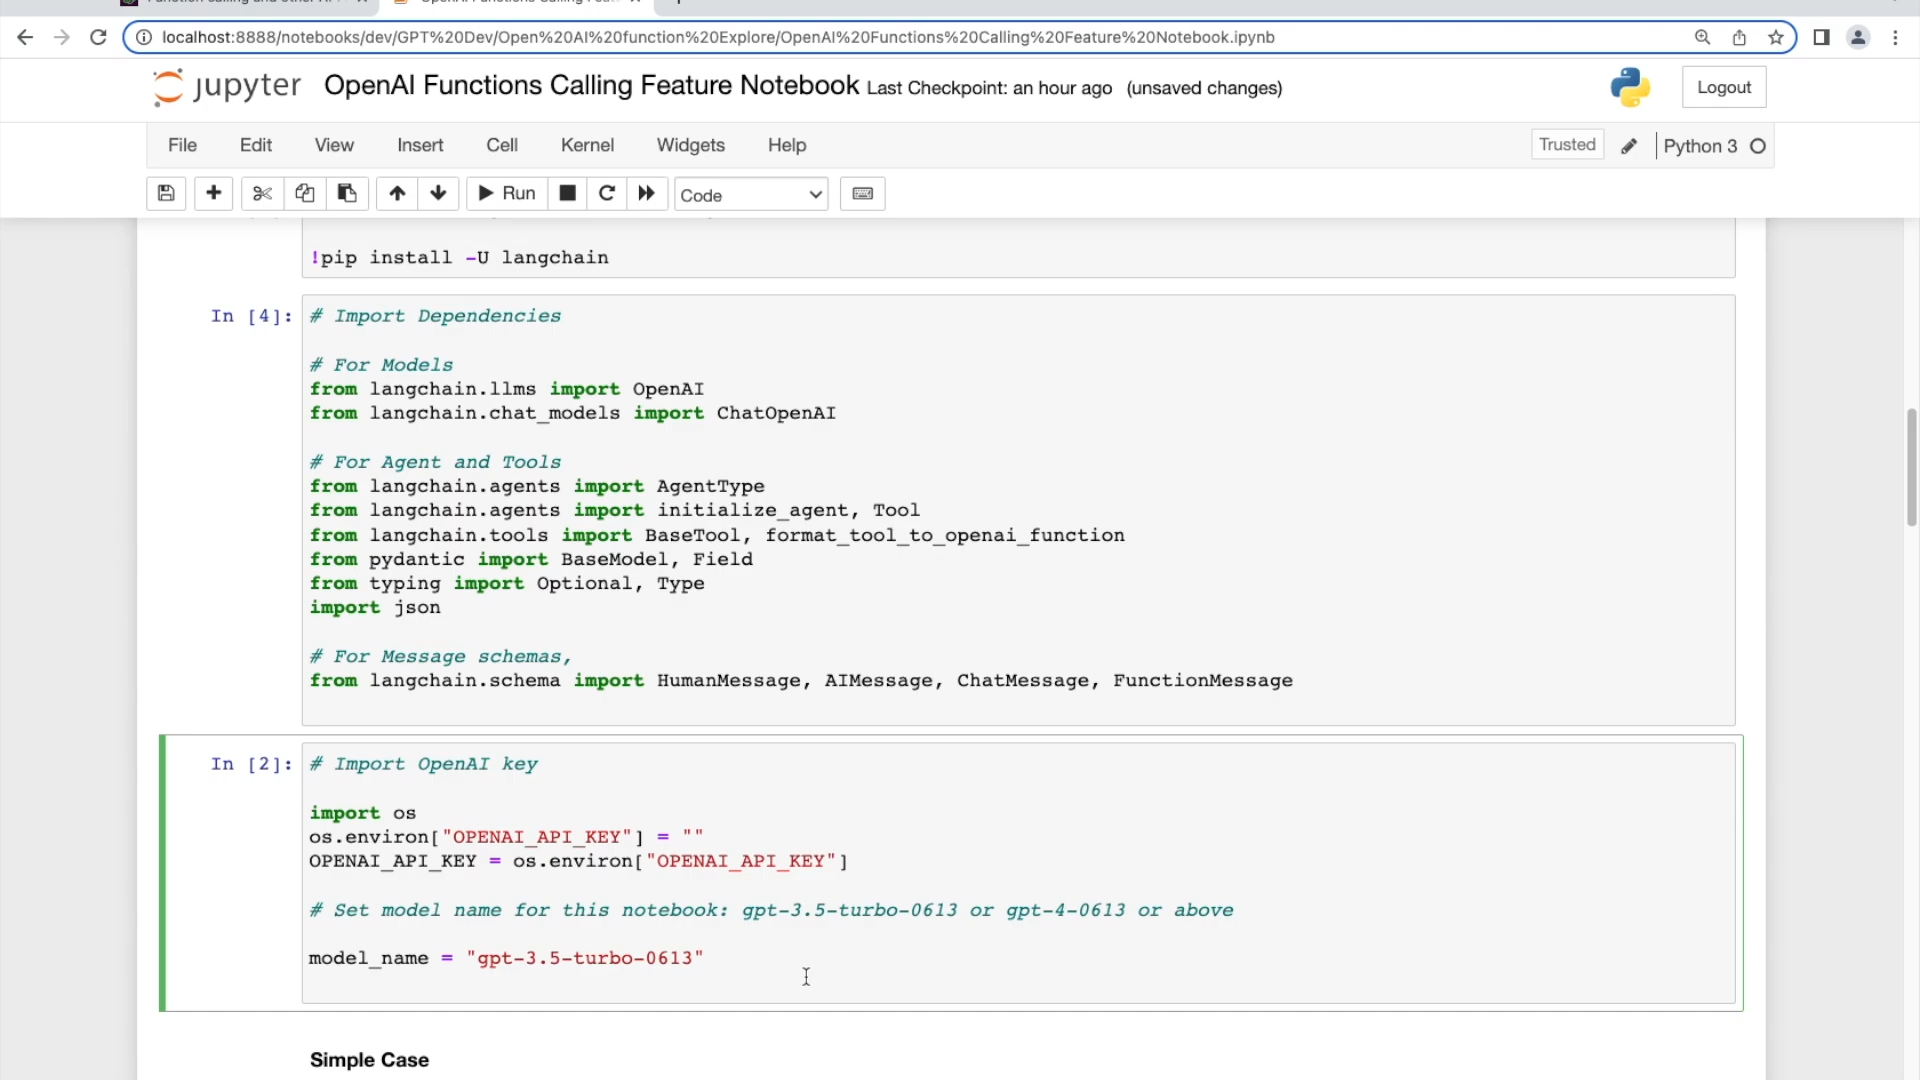 localhost:8888/notebooks/dev/GPT%20Dev/Open%20AI%20function%20Explore/OpenAI%20Functions%20Calling%20Feature%20Notebook.ipynb
jupyter OpenAI Functions Calling Feature Notebook Last Checkpoint: an hour ago (unsaved changes) Logout
File Edit View Insert Cell Kernel Widgets Help Trusted Python 3
Run Code
!pip install -U langchain
In [4]: # Import Dependencies
# For Models
from langchain.llms import OpenAI
from langchain.chat_models import ChatOpenAI
# For Agent and Tools
from langchain.agents import AgentType
from langchain.agents import initialize_agent, Tool
from langchain.tools import BaseTool, format_tool_to_openai_function
from pydantic import BaseModel, Field
from typing import Optional, Type
import json
# For Message schemas,
from langchain.schema import HumanMessage, AIMessage, ChatMessage, FunctionMessage
In [2]: # Import OpenAI key
import os
os.environ["OPENAI_API_KEY"] = ""
OPENAI_API_KEY = os.environ["OPENAI_API_KEY"]
# Set model name for this notebook: gpt-3.5-turbo-0613 or gpt-4-0613 or above
model_name = "gpt-3.5-turbo-0613"
Simple Case